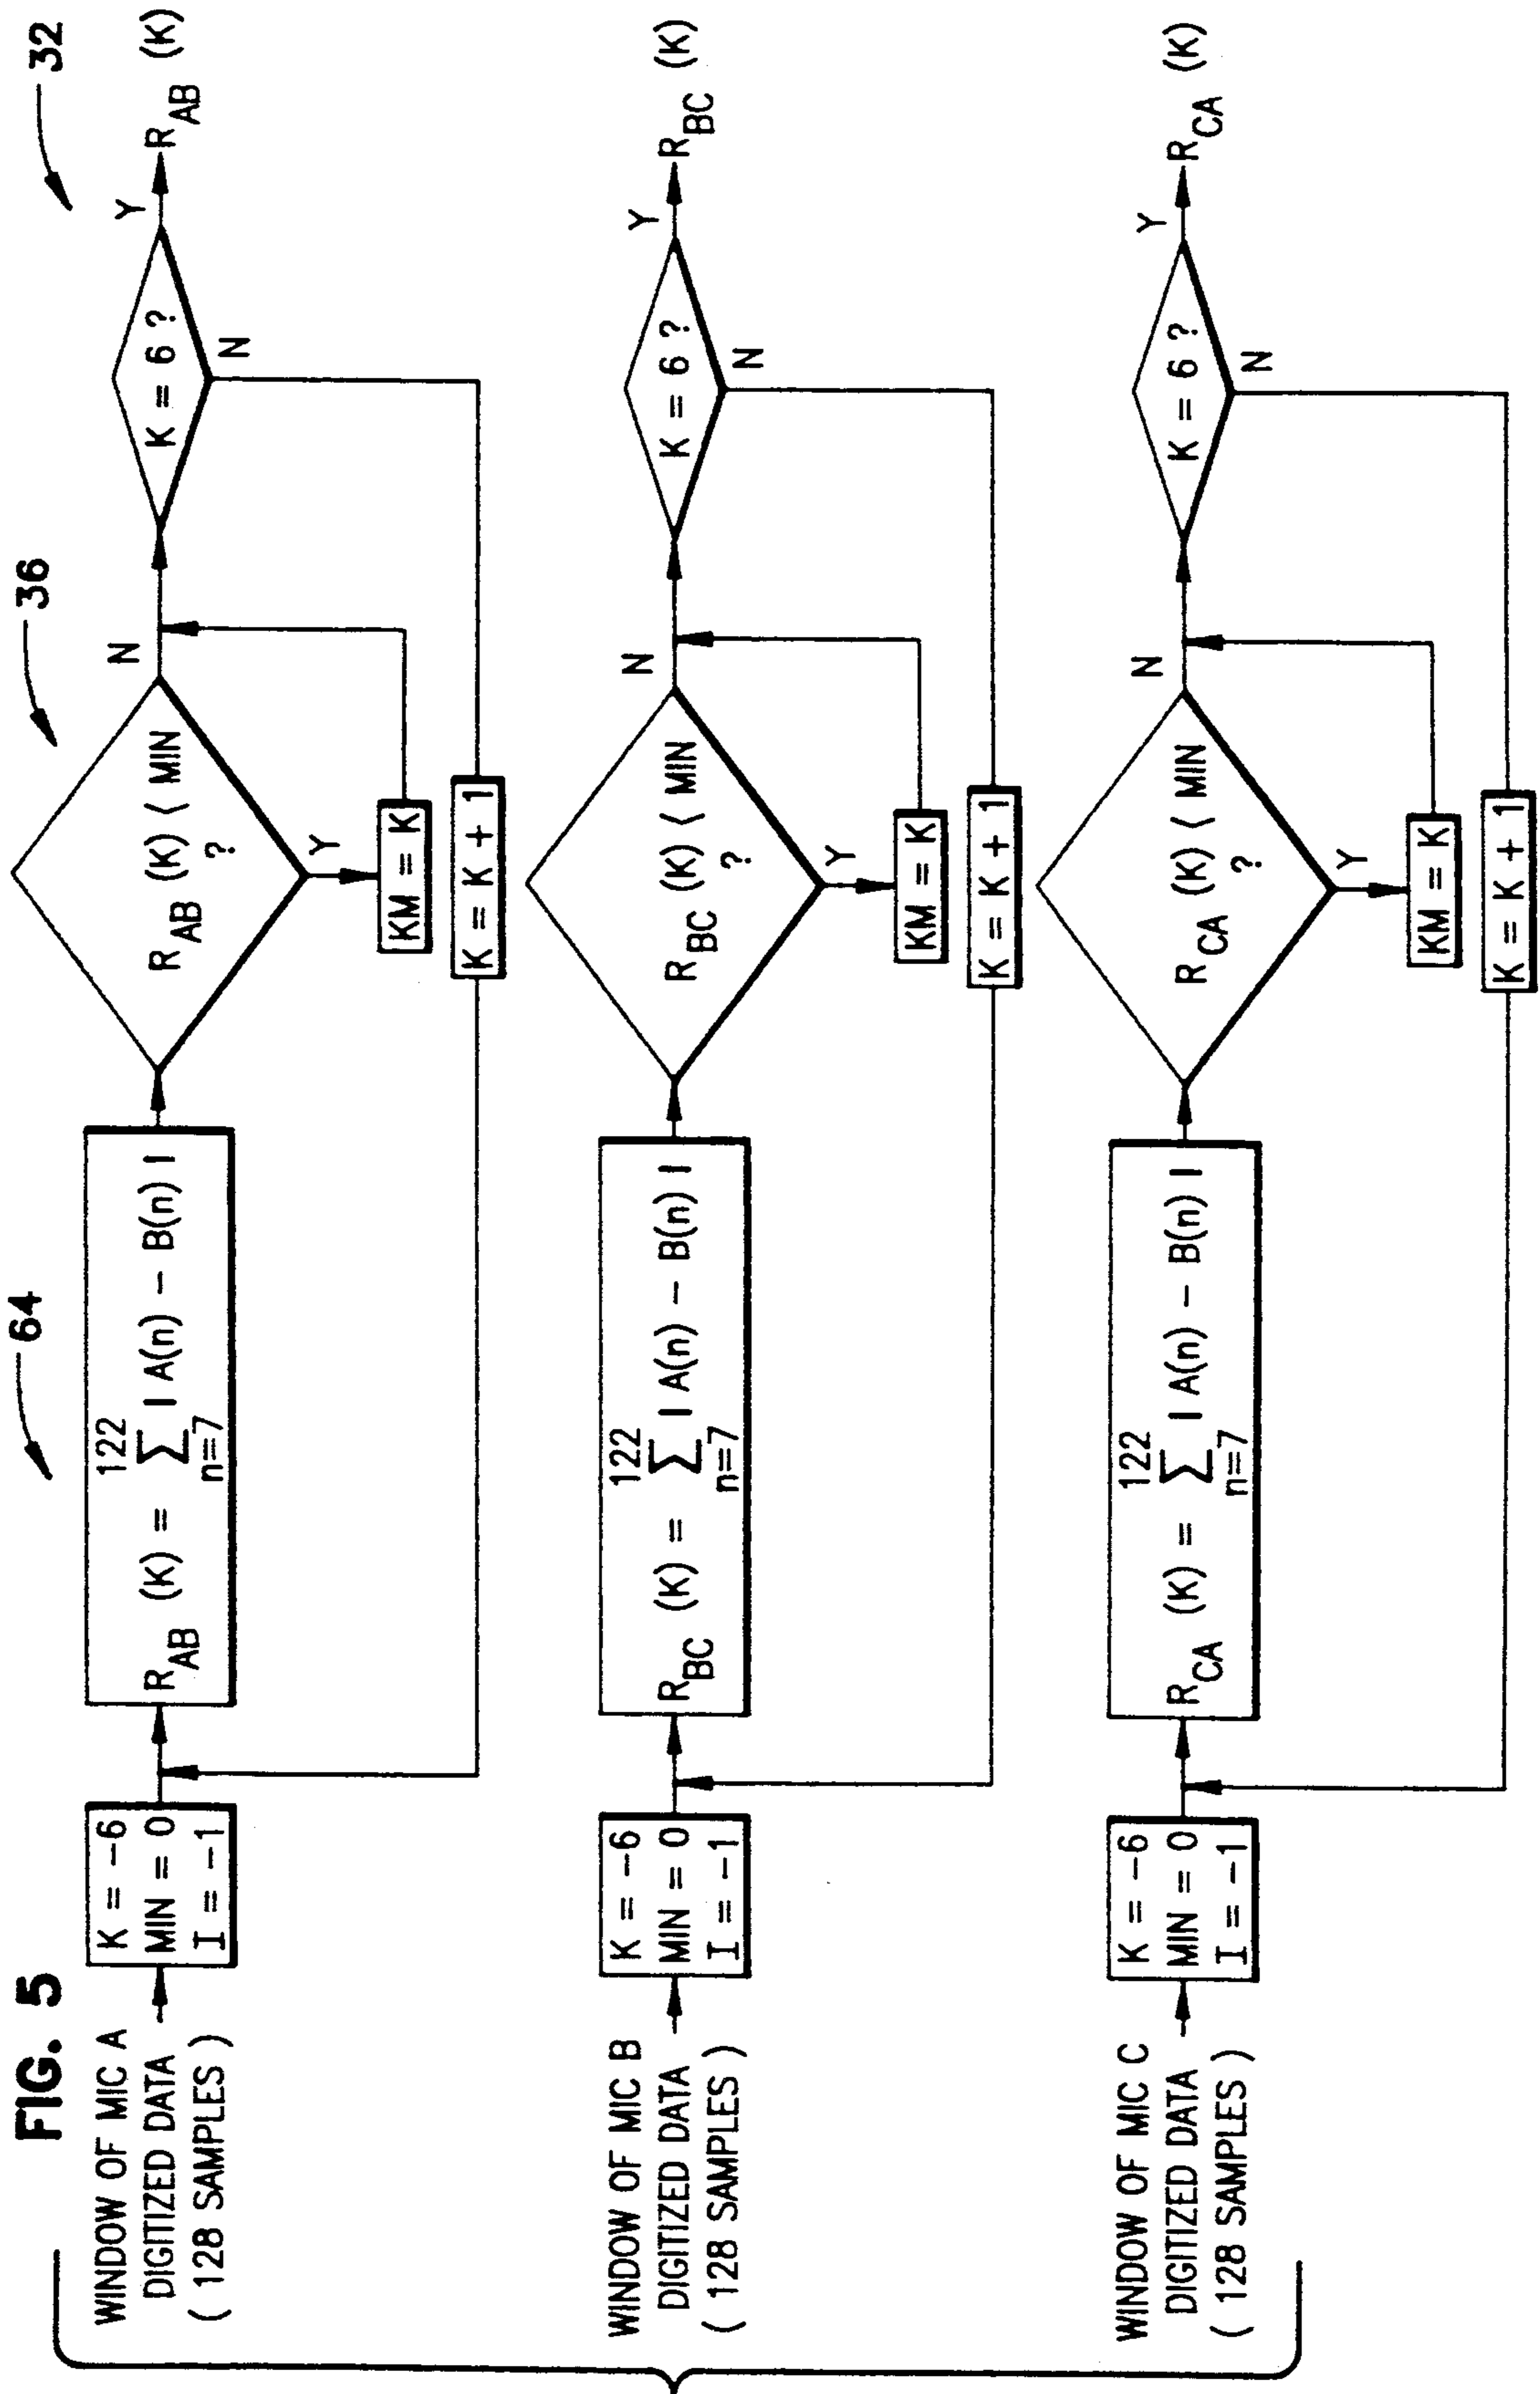 FIG. 5
64
36
32
WINDOW OF MIC A
DIGITIZED DATA
( 128 SAMPLES )
K = -6
MIN = 0
I = -1
R_AB (K) = 122 ∑ n=7 | A(n) - B(n) |
R_AB (K) < MIN
?
Y
N
KM = K
K = K + 1
K = 6 ?
N
Y
R_AB (K)
WINDOW OF MIC B
DIGITIZED DATA
( 128 SAMPLES )
K = -6
MIN = 0
I = -1
R_BC (K) = 122 ∑ n=7 | A(n) - B(n) |
R_BC (K) < MIN
?
Y
N
KM = K
K = K + 1
K = 6 ?
N
Y
R_BC (K)
WINDOW OF MIC C
DIGITIZED DATA
( 128 SAMPLES )
K = -6
MIN = 0
I = -1
R_CA (K) = 122 ∑ n=7 | A(n) - B(n) |
R_CA (K) < MIN
?
Y
N
KM = K
K = K + 1
K = 6 ?
N
Y
R_CA (K)